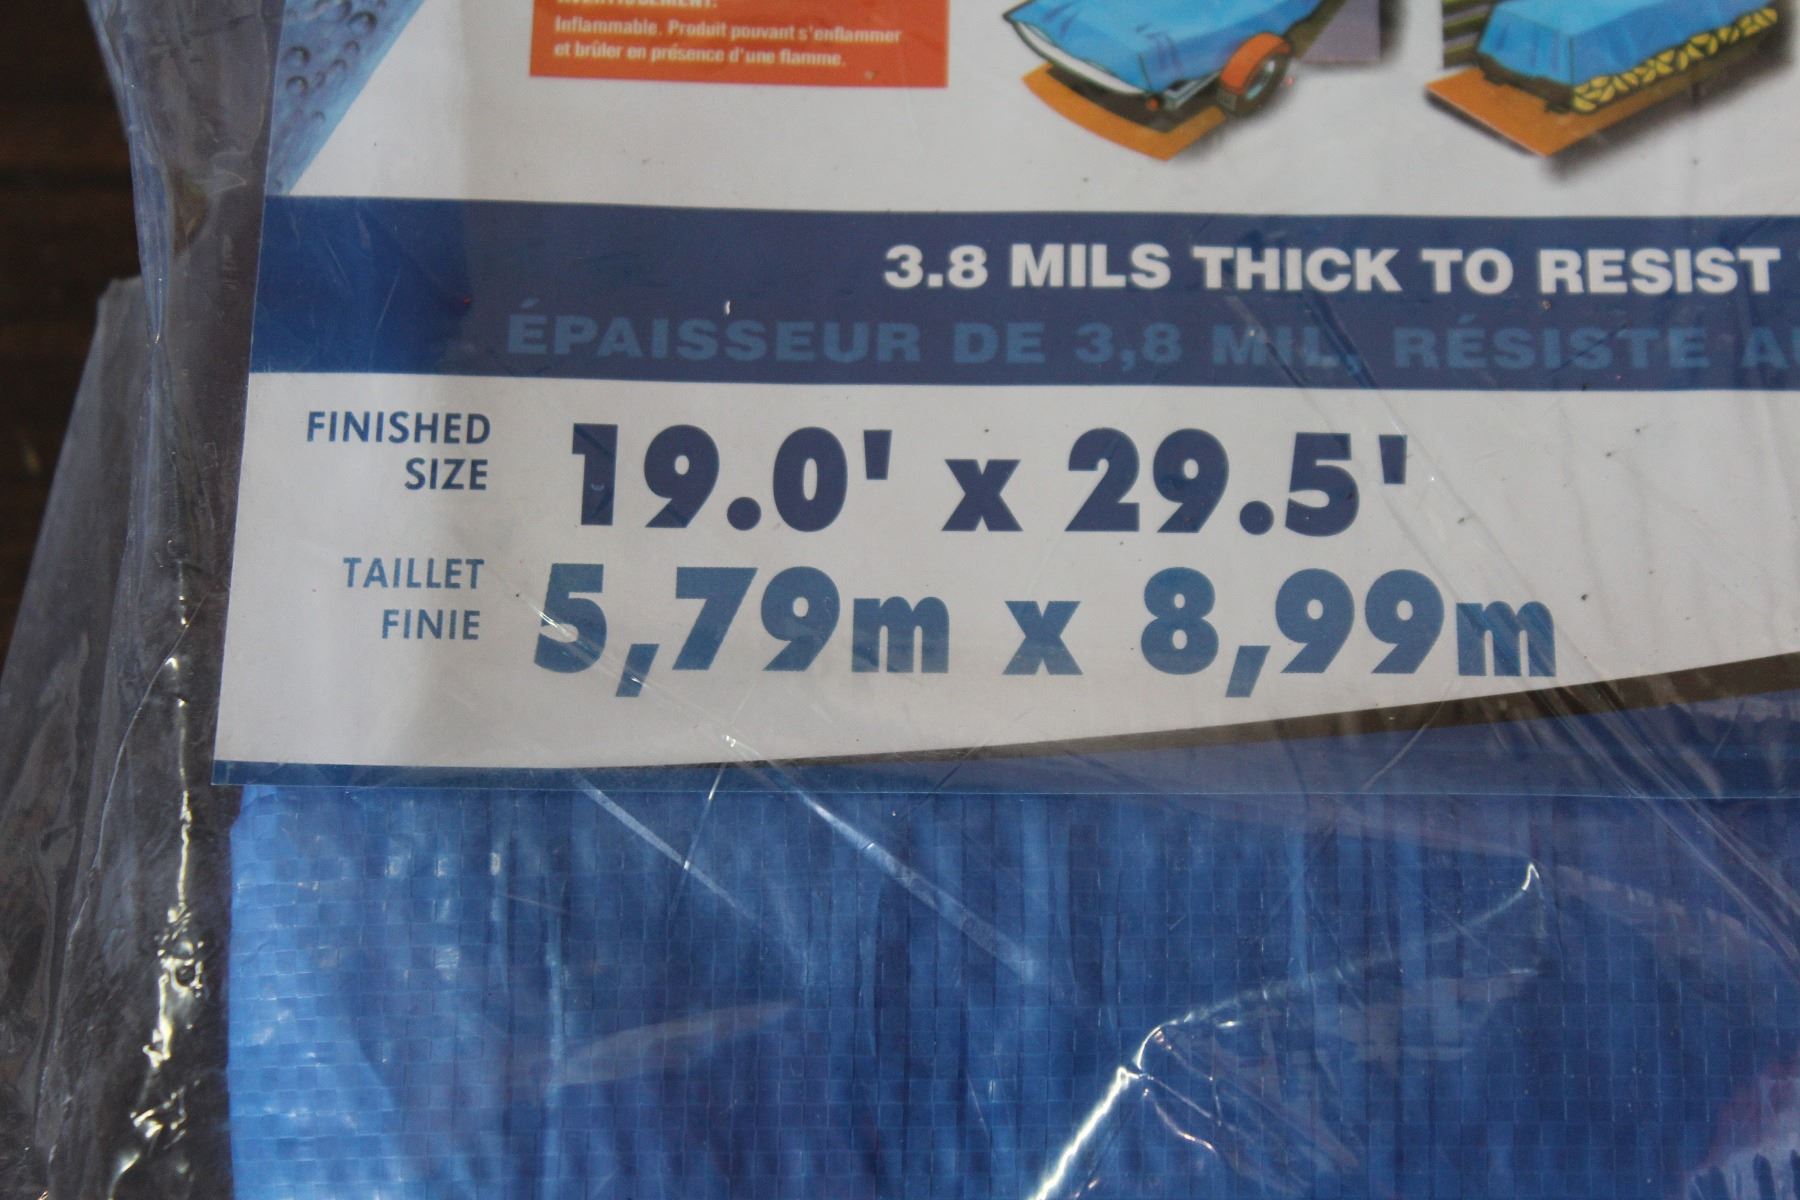 AVERTISSEMENT:
Inflammable. Produit pouvant s'enflammer
et brûler en présence d'une flamme.
3.8 MILS THICK TO RESIST
ÉPAISSEUR DE 3,8 MIL, RÉSISTE
FINISHED
SIZE
19.0' x 29.5'
TAILLET
FINIE
5,79m x 8,99m